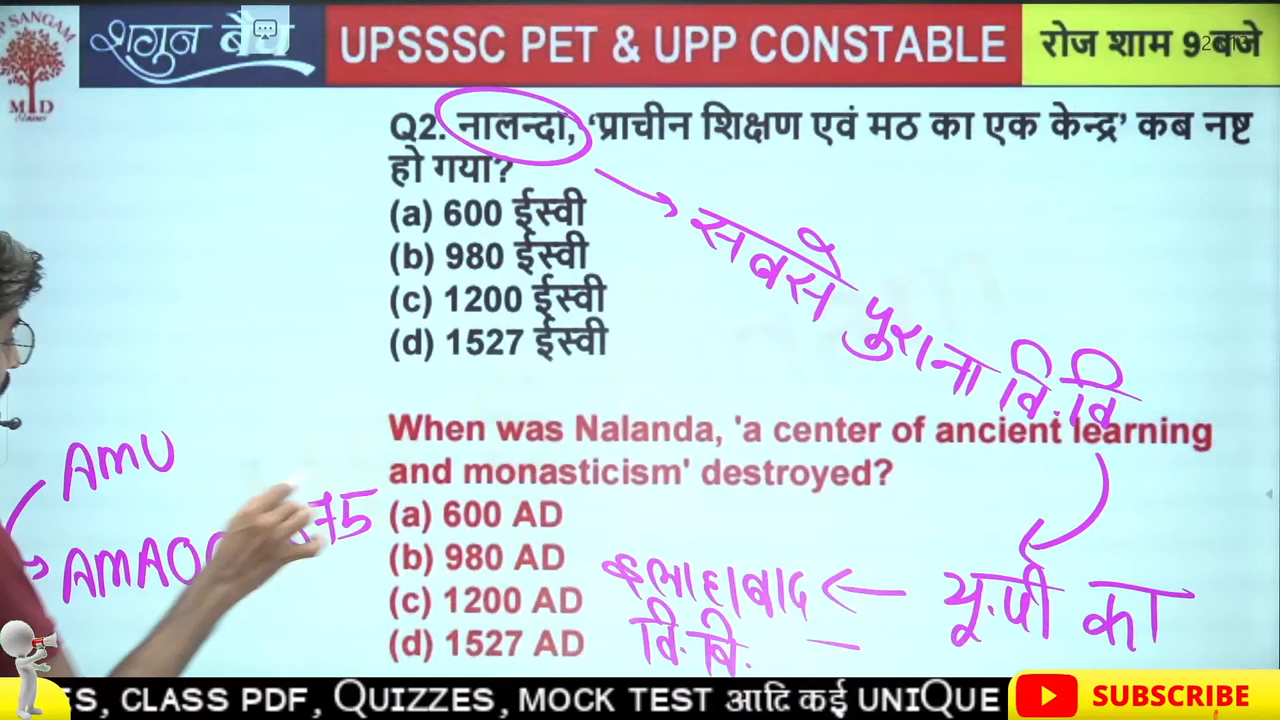 शगुन बैच
UPSSSC PET & UPP CONSTABLE
रोज शाम 9 बजे
MD
Q2. नालन्दा, ‘प्राचीन शिक्षण एवं मठ का एक केन्द्र’ कब नष्ट
हो गया?
(a) 600 ईस्वी
(b) 980 ईस्वी
(c) 1200 ईस्वी
(d) 1527 ईस्वी
सबसे पुराना वि.वि
When was Nalanda, 'a center of ancient learning
and monasticism' destroyed?
(a) 600 AD
(b) 980 AD
(c) 1200 AD
(d) 1527 AD
AMU
75
यू.पी का
इलाहाबाद
वि.वि.
S, CLASS PDF, QUIZZES, MOCK TEST आदि कई UNIQUE
SUBSCRIBE